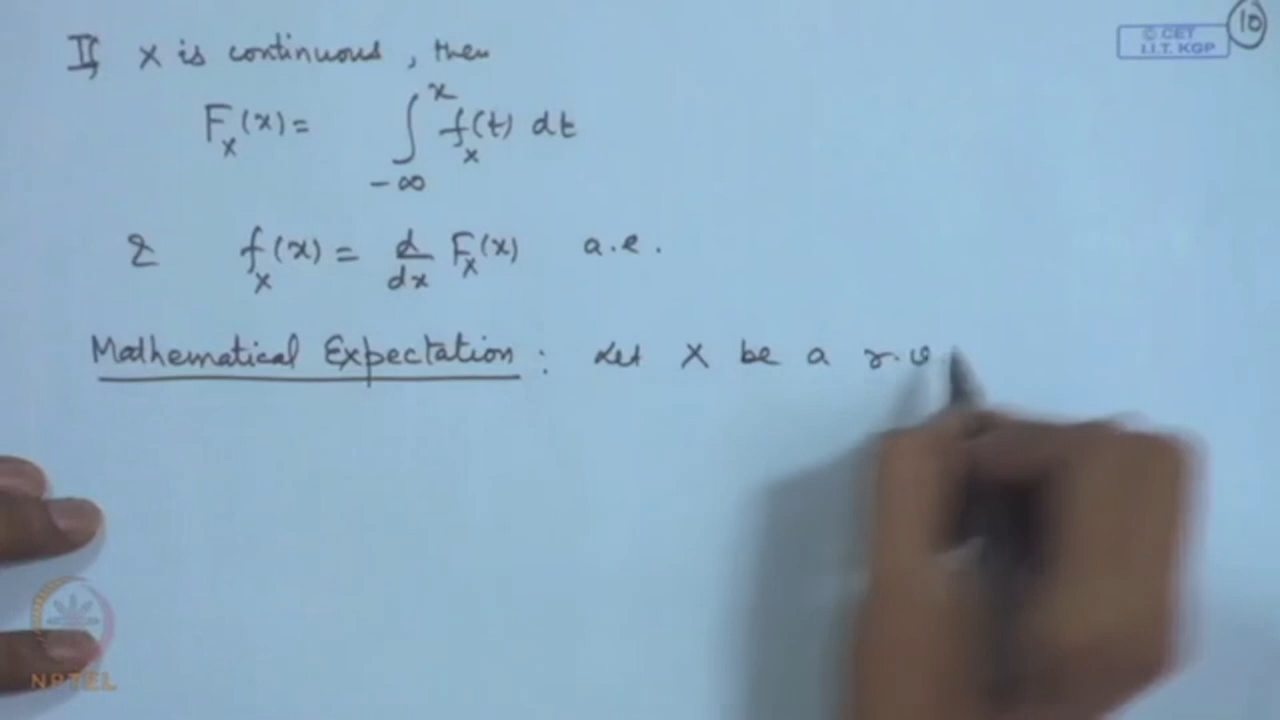 © CET
I.I.T. KGP
10
If X is continuous, then
F_X(x) = ∫_{-∞}^{x} f_X(t) dt
& f_X(x) = d/dx F_X(x) a.e.
Mathematical Expectation : Let X be a r.v
NPTEL